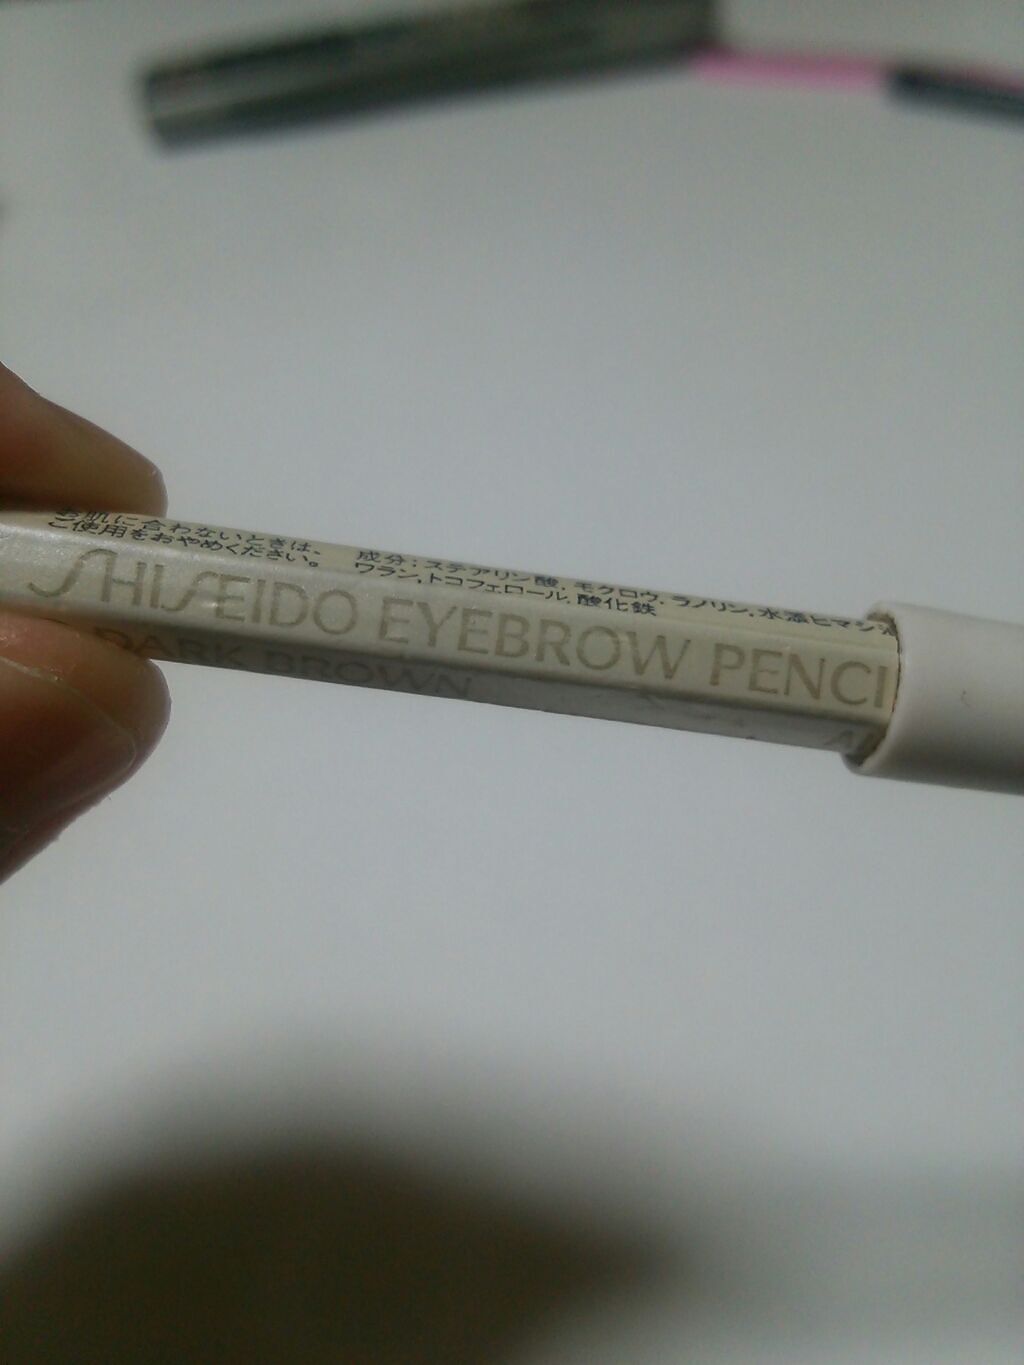 お肌に合わないときは、
ご使用をおやめください。
成分：ステアリン酸，モクロウ，ラノリン，水添ヒマシ
ワラン，トコフェロール，酸化鉄
SHISEIDO EYEBROW PENCI
DARK BROWN